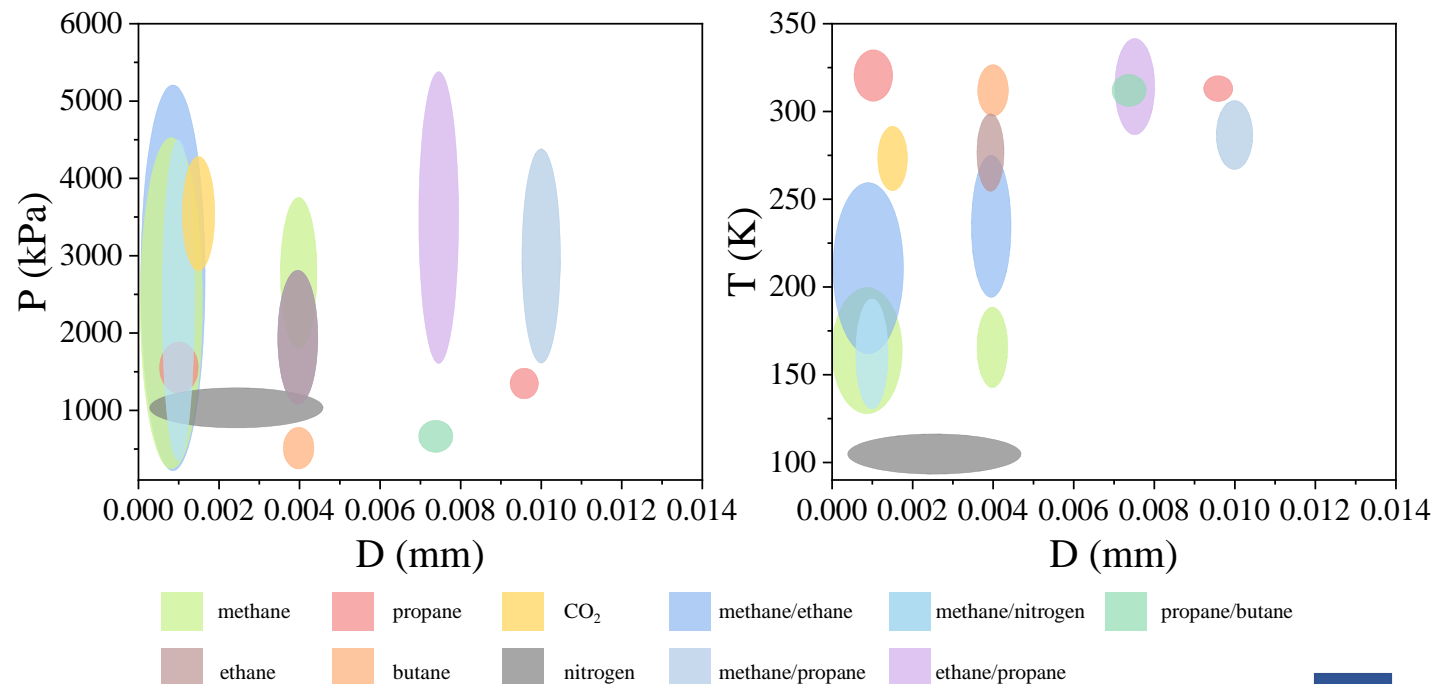 6000
5000
4000
3000
2000
1000
P (kPa)
0.000 0.002 0.004 0.006 0.008 0.010 0.012 0.014
D (mm)
350
300
250
200
150
100
T (K)
0.000 0.002 0.004 0.006 0.008 0.010 0.012 0.014
D (mm)
methane propane CO₂ methane/ethane methane/nitrogen propane/butane
ethane butane nitrogen methane/propane ethane/propane